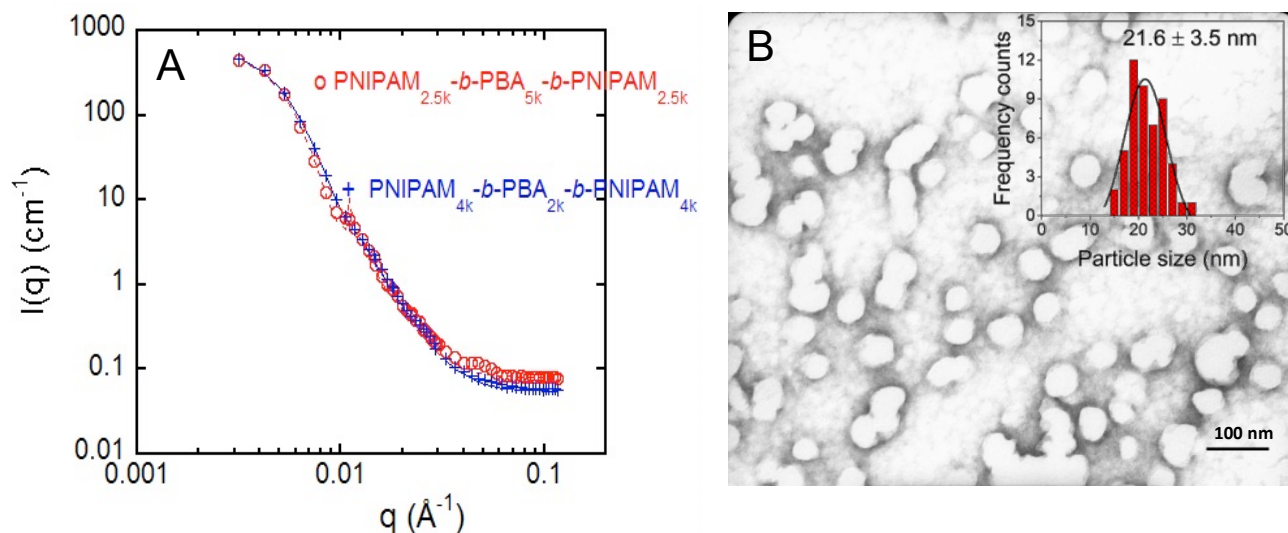 A
I(q) (cm-1)
1000
100
10
1
0.1
0.01
PNIPAM2.5k-b-PBA5k-b-PNIPAM2.5k
PNIPAM4k-b-PBA2k-b-PNIPAM4k
0.001 0.01 0.1
q (Å-1)
B
Frequency counts
15
12
9
6
3
0
21.6 ± 3.5 nm
0 10 20 30 40 50
Particle size (nm)
100 nm